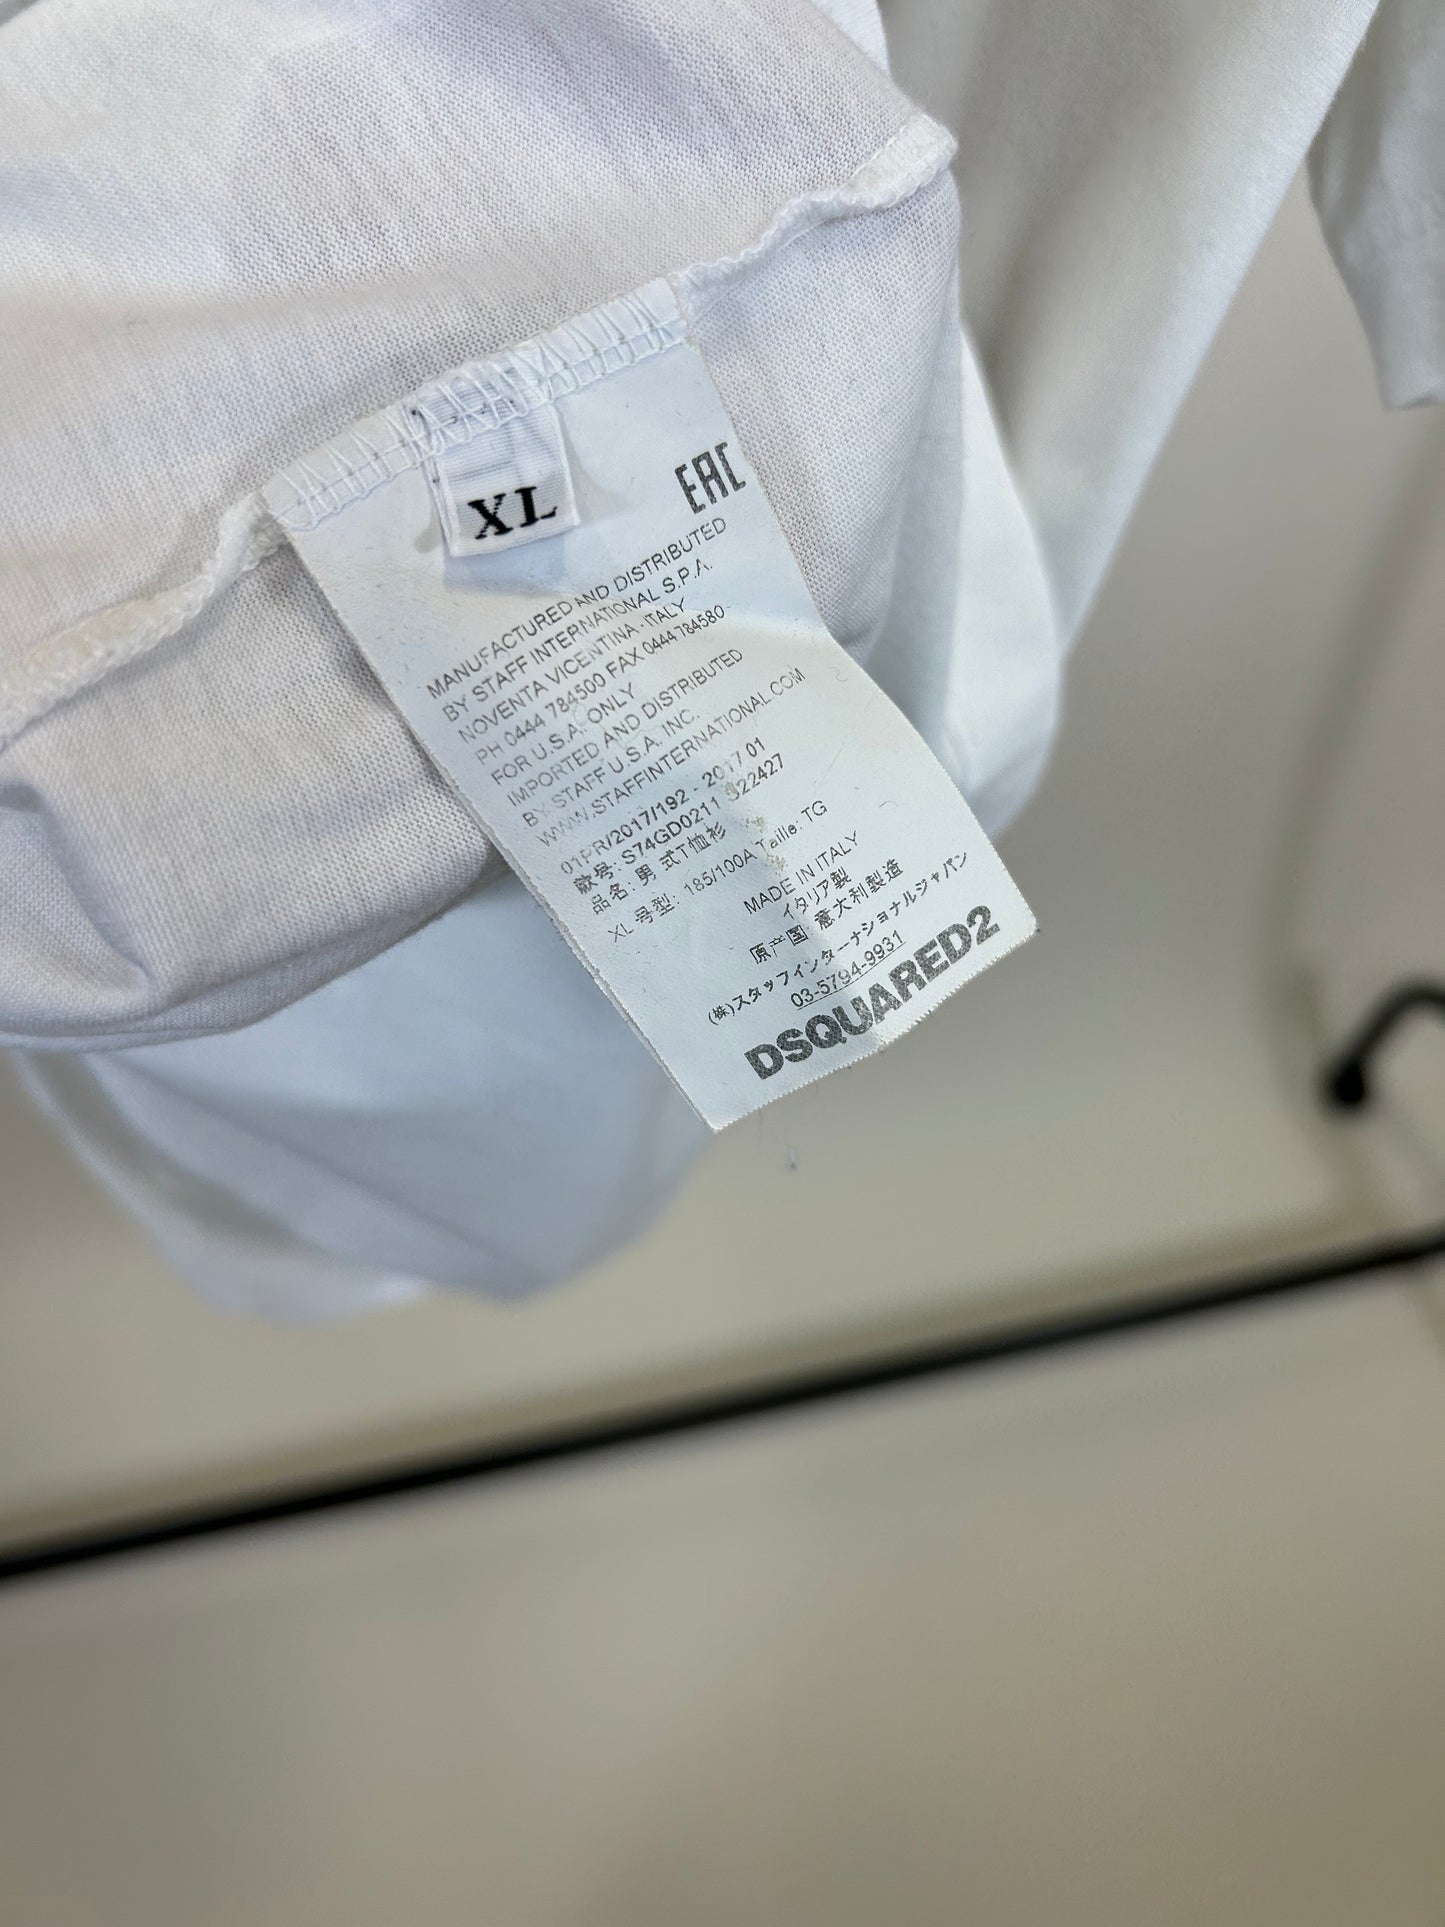 XL
EAC
MANUFACTURED AND DISTRIBUTED
BY STAFF INTERNATIONAL S.P.A.
NOVENTA VICENTINA - ITALY
PH 0444 784500 FAX 0444 784580-
FOR U.S.A. ONLY
IMPORTED AND DISTRIBUTED
BY STAFF U.S.A. INC.
WWW.STAFFINTERNATIONAL.COM
01PR/2017/192 - 2017 01
款号: S74GD0211 S22427
品名: 男 式T恤衫
XL 号型: 185/100A Taille: TG
MADE IN ITALY
イタリア製
原产国: 意大利製造
(株)スタッフインターナショナルジャパン
03-5794-9931
DSQUARED2